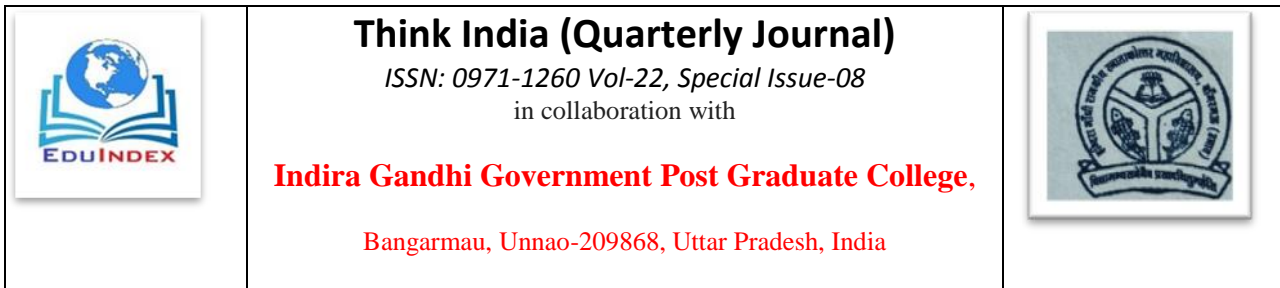 EDUINDEX
Think India (Quarterly Journal)
ISSN: 0971-1260 Vol-22, Special Issue-08
in collaboration with
Indira Gandhi Government Post Graduate College,
Bangarmau, Unnao-209868, Uttar Pradesh, India